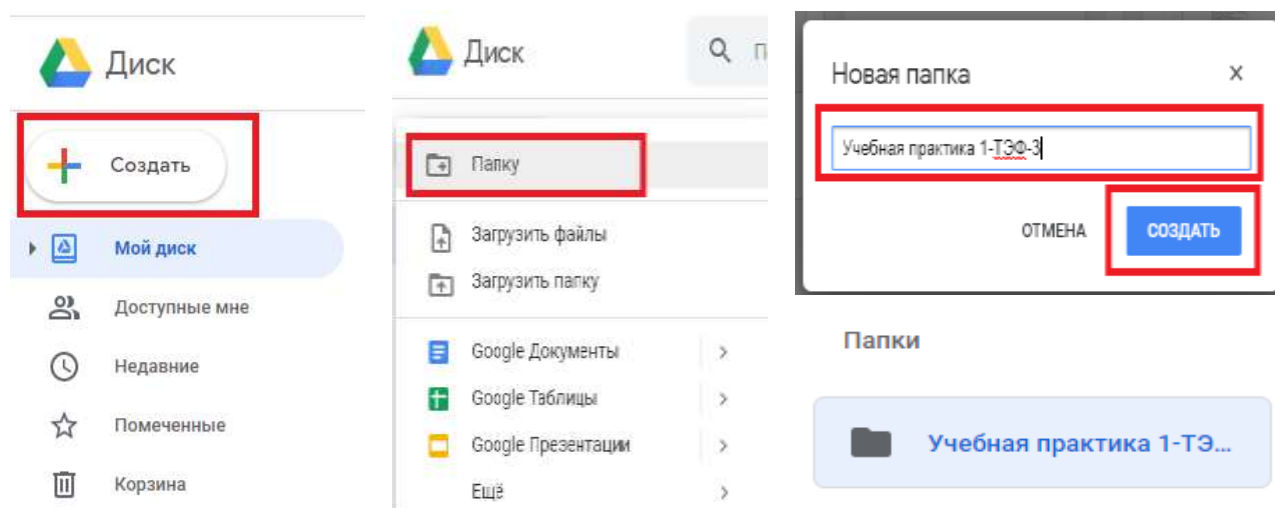 Диск
Создать
Мой диск
Доступные мне
Недавние
Помеченные
Корзина
Диск
Папку
Загрузить файлы
Загрузить папку
Google Документы
Google Таблицы
Google Презентации
Ещё
Новая папка
Учебная практика 1-ТЭФ-3
ОТМЕНА
СОЗДАТЬ
Папки
Учебная практика 1-ТЭ...